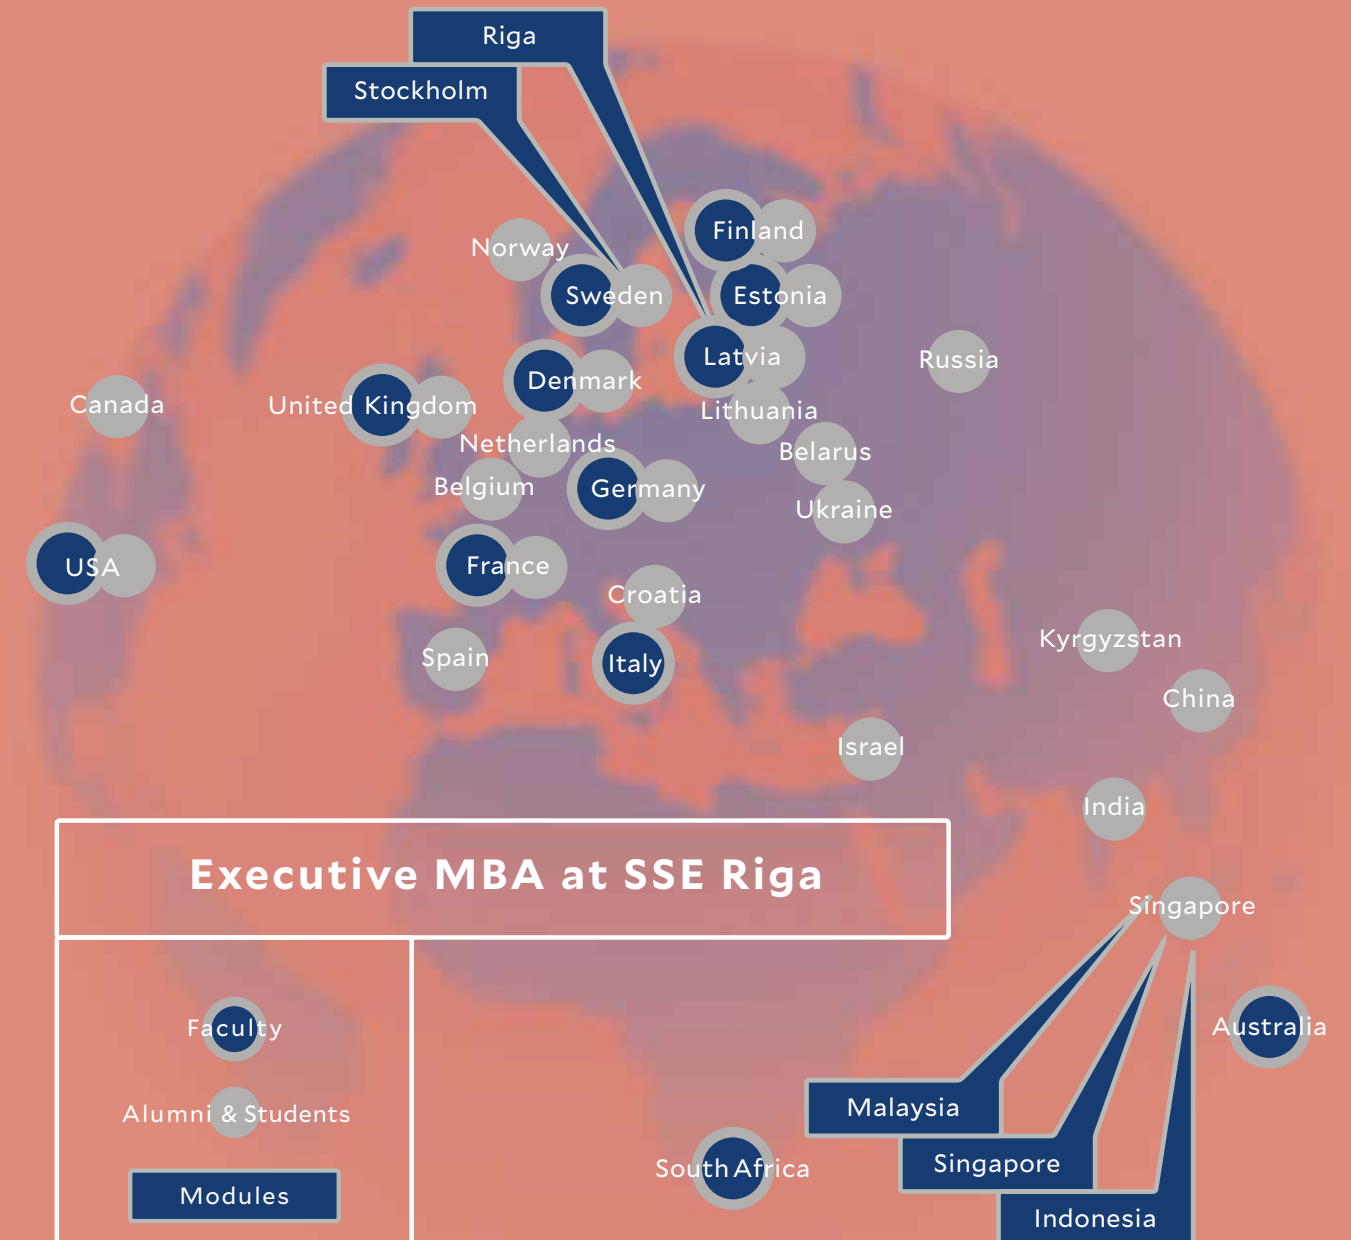 Riga
Stockholm
Finland
Norway
Sweden
Estonia
Latvia
Russia
Denmark
Canada
United Kingdom
Lithuania
Netherlands
Belarus
Belgium
Germany
Ukraine
USA
France
Croatia
Kyrgyzstan
Spain
Italy
China
Israel
India
Executive MBA at SSE Riga
Singapore
Faculty
Australia
Alumni & Students
Malaysia
Singapore
South Africa
Modules
Indonesia